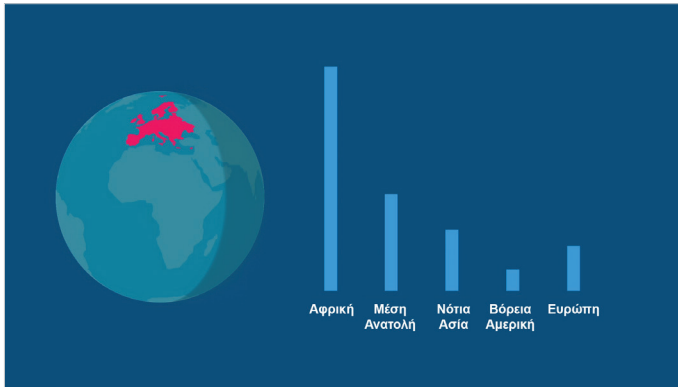 Αφρική
Μέση
Ανατολή
Νότια
Ασία
Βόρεια
Αμερική
Ευρώπη